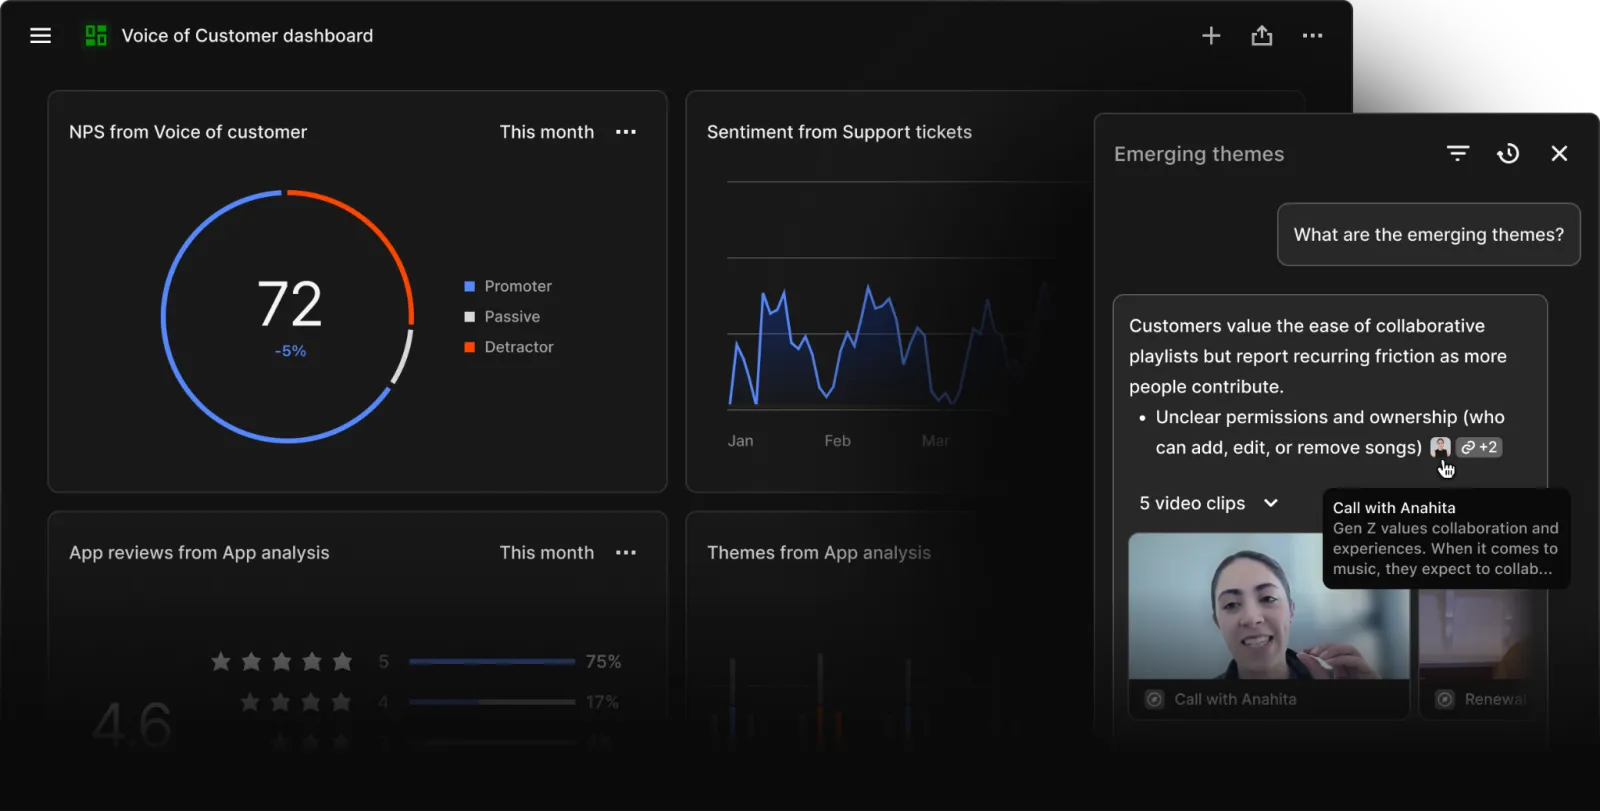 Voice of Customer dashboard
NPS from Voice of customer
This month
72
-5%
Promoter
Passive
Detractor
Sentiment from Support tickets
Jan
Feb
Mar
App reviews from App analysis
This month
4.6
5
75%
4
17%
Themes from App analysis
Emerging themes
What are the emerging themes?
Customers value the ease of collaborative
playlists but report recurring friction as more
people contribute.
• Unclear permissions and ownership (who
can add, edit, or remove songs)
+2
5 video clips
Call with Anahita
Gen Z values collaboration and
experiences. When it comes to
music, they expect to collab...
Call with Anahita
Renewal